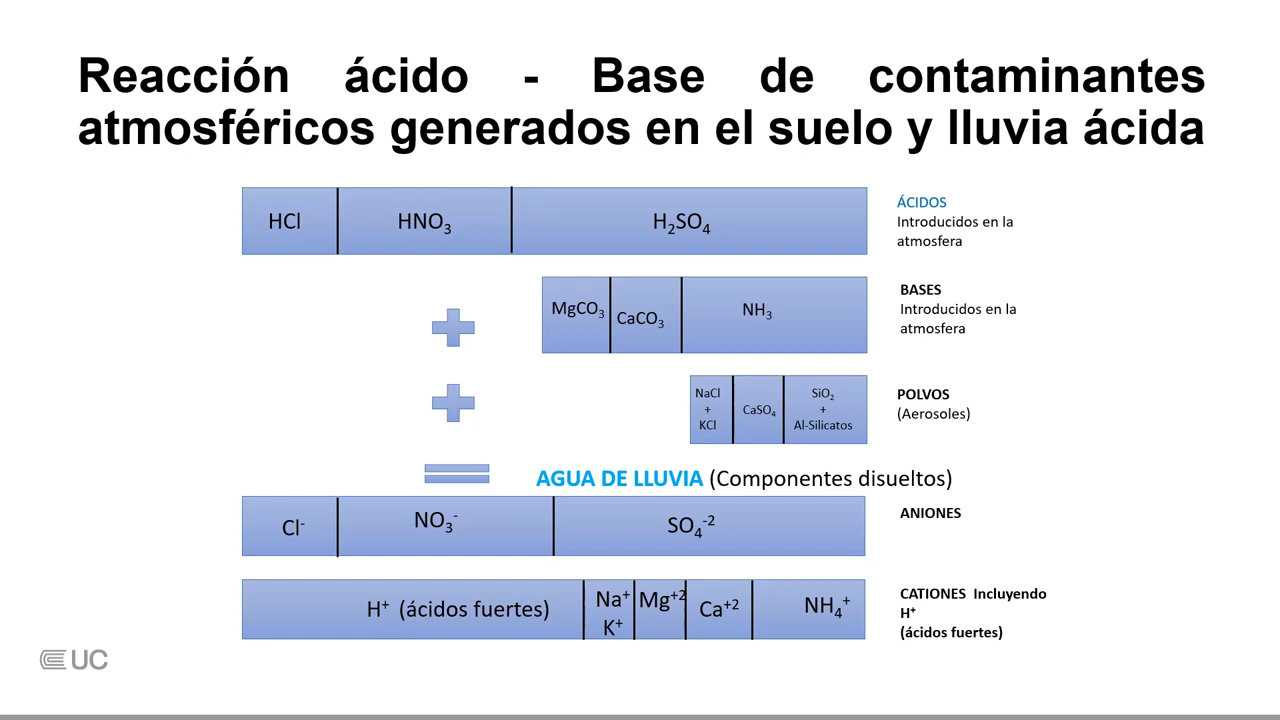 Reacción ácido - Base de contaminantes
atmosféricos generados en el suelo y lluvia ácida
HCl
HNO₃
H₂SO₄
ÁCIDOS
Introducidos en la
atmosfera
MgCO₃
CaCO₃
NH₃
BASES
Introducidos en la
atmosfera
NaCl
+
KCl
CaSO₄
SiO₂
+
Al-Silicatos
POLVOS
(Aerosoles)
AGUA DE LLUVIA (Componentes disueltos)
Cl⁻
NO₃⁻
SO₄⁻²
ANIONES
H⁺ (ácidos fuertes)
Na⁺
K⁺
Mg⁺²
Ca⁺²
NH₄⁺
CATIONES Incluyendo
H⁺
(ácidos fuertes)
UC